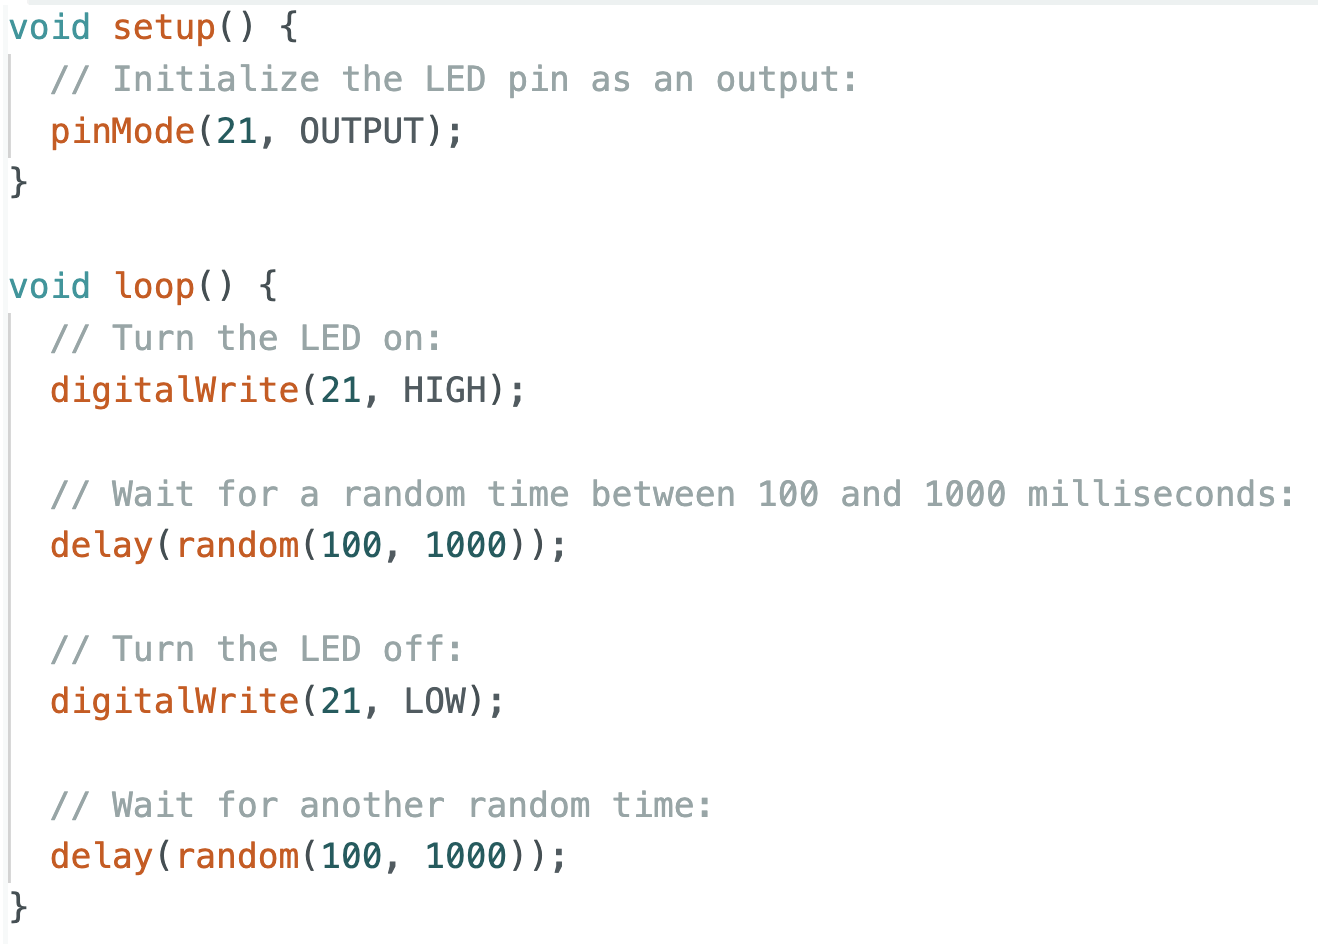 void setup() {
  // Initialize the LED pin as an output:
  pinMode(21, OUTPUT);
}

void loop() {
  // Turn the LED on:
  digitalWrite(21, HIGH);

  // Wait for a random time between 100 and 1000 milliseconds:
  delay(random(100, 1000));

  // Turn the LED off:
  digitalWrite(21, LOW);

  // Wait for another random time:
  delay(random(100, 1000));
}